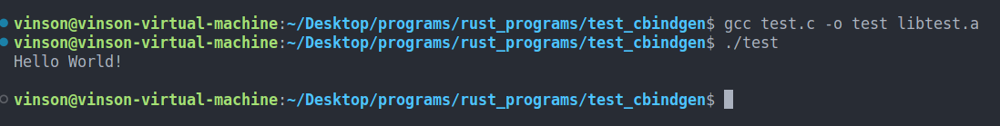 vinson@vinson-virtual-machine:~/Desktop/programs/rust_programs/test_cbindgen$ gcc test.c -o test libtest.a
vinson@vinson-virtual-machine:~/Desktop/programs/rust_programs/test_cbindgen$ ./test
Hello World!
vinson@vinson-virtual-machine:~/Desktop/programs/rust_programs/test_cbindgen$